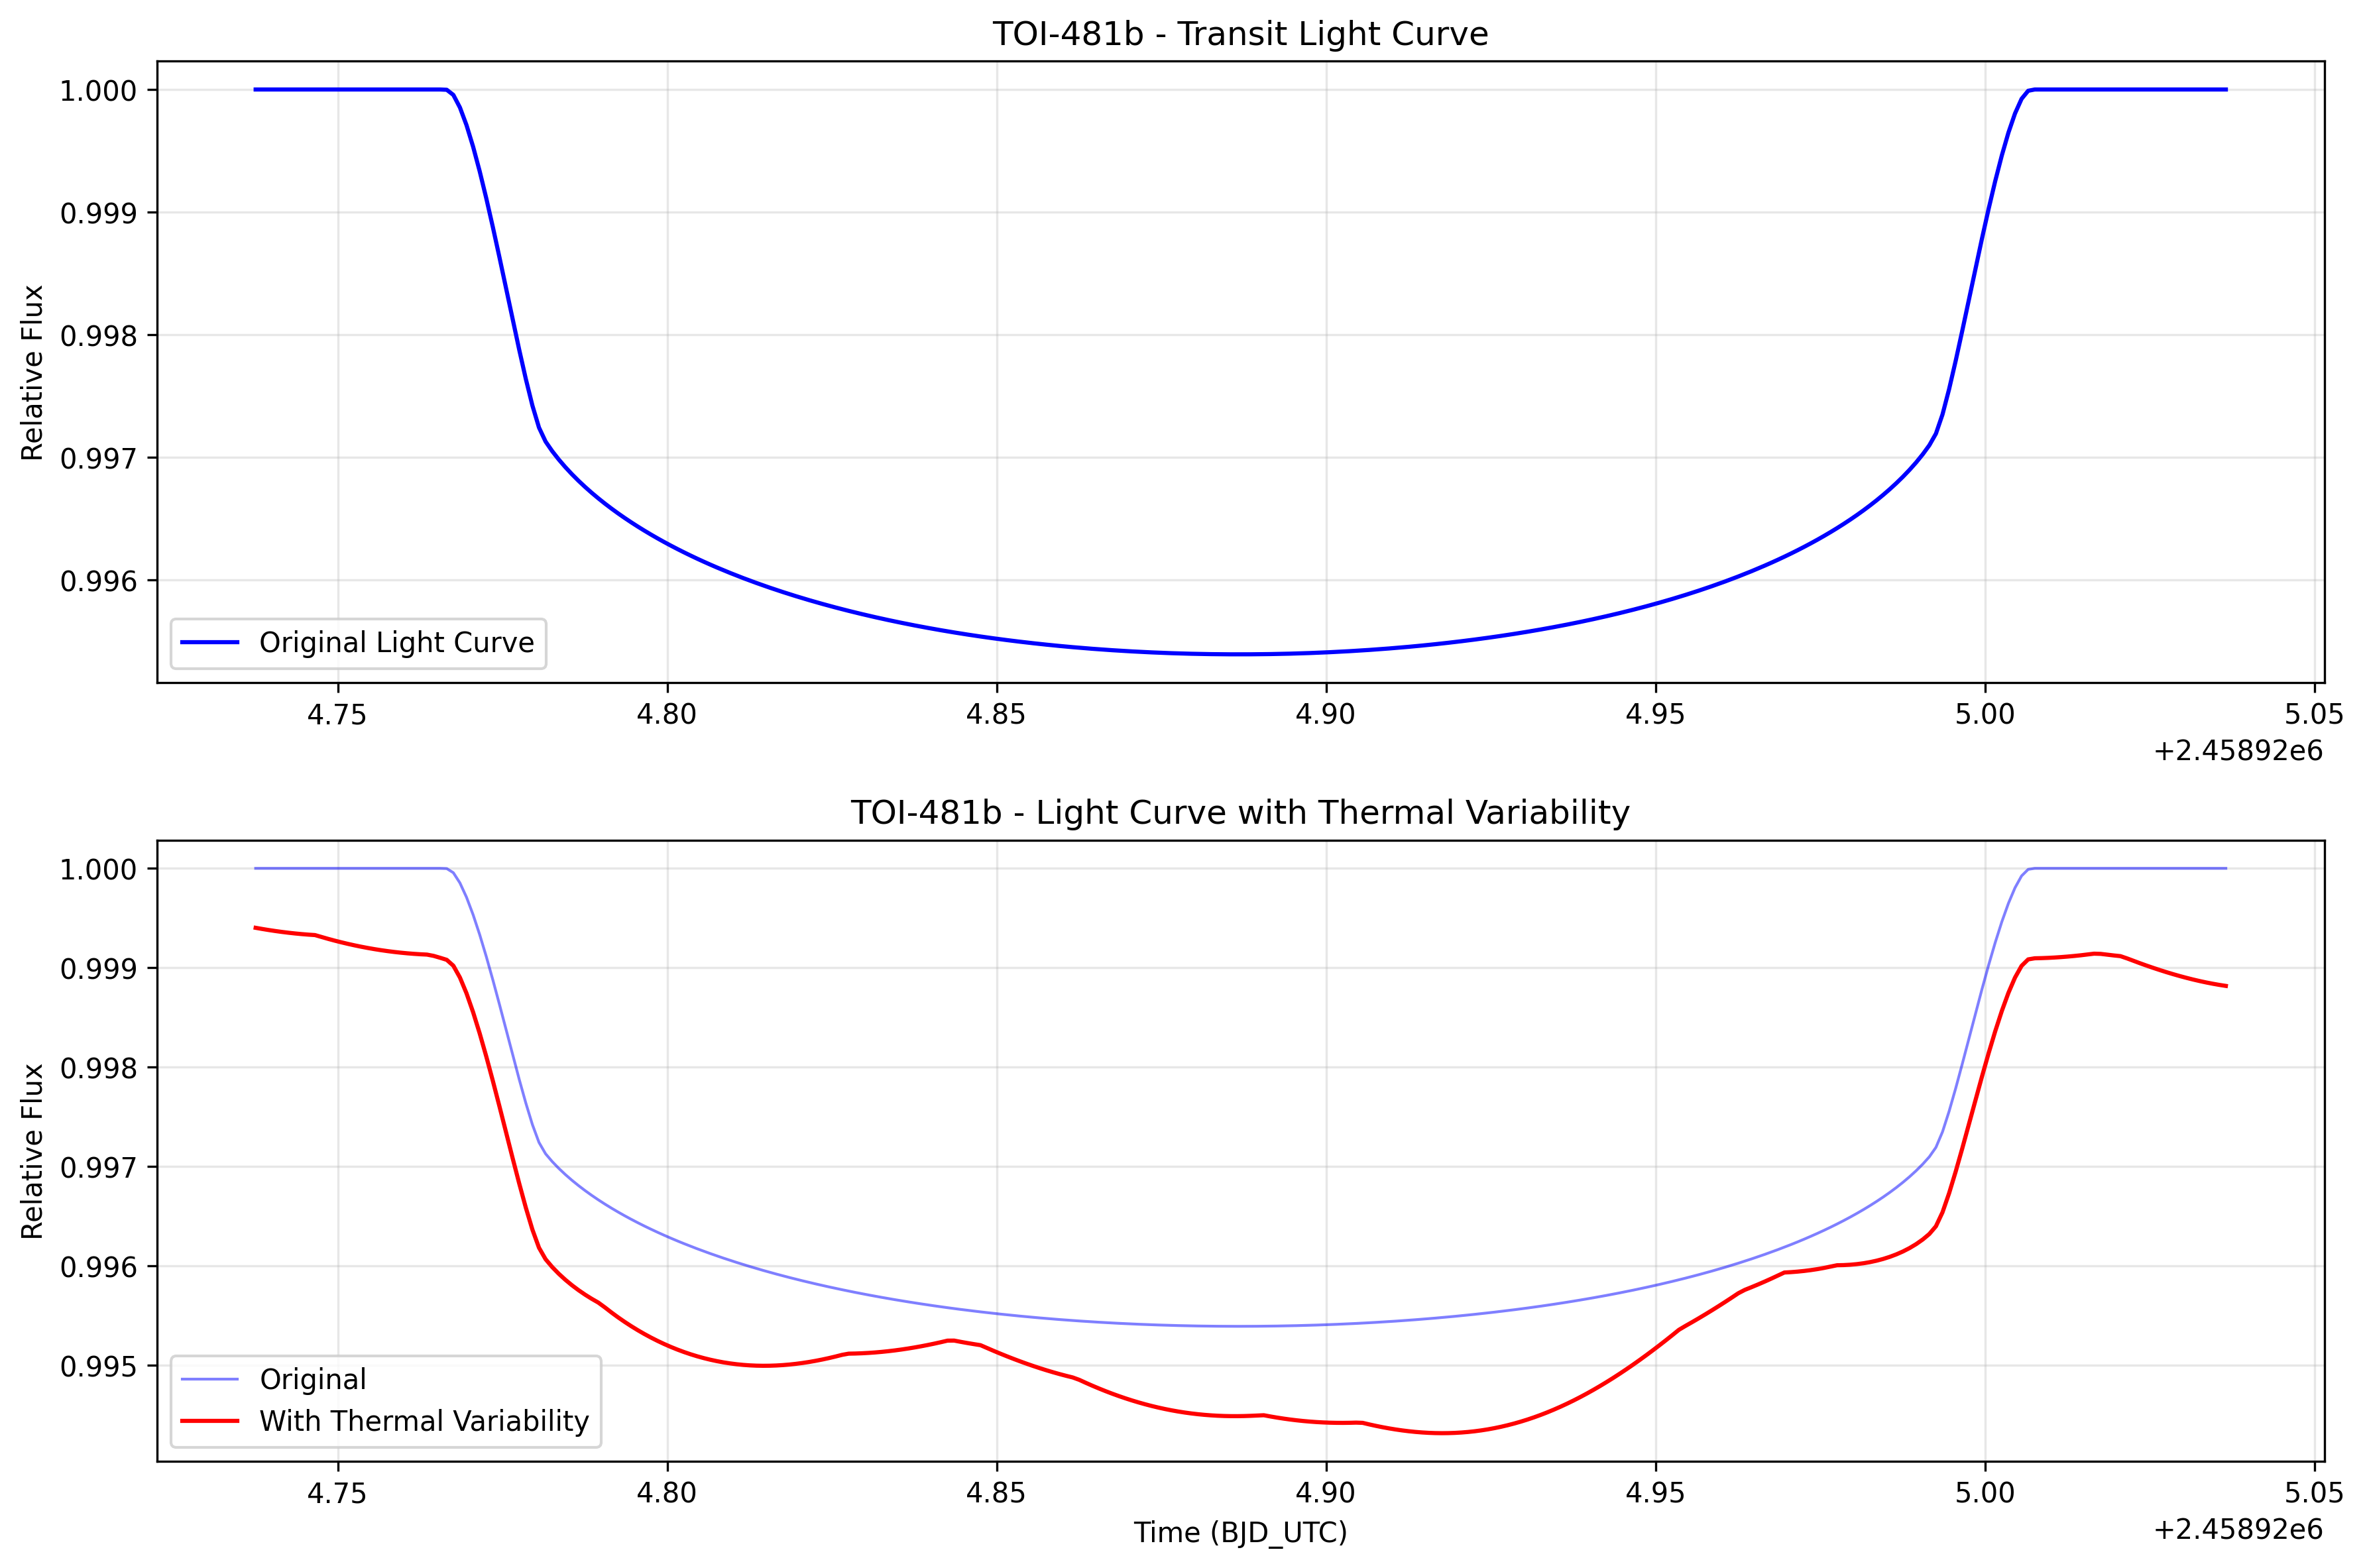 TOI-481b - Transit Light Curve
Relative Flux
1.000
0.999
0.998
0.997
0.996
Original Light Curve
4.75 4.80 4.85 4.90 4.95 5.00 5.05
+2.45892e6
TOI-481b - Light Curve with Thermal Variability
Relative Flux
1.000
0.999
0.998
0.997
0.996
0.995
Original
With Thermal Variability
4.75 4.80 4.85 4.90 4.95 5.00 5.05
Time (BJD_UTC)
+2.45892e6